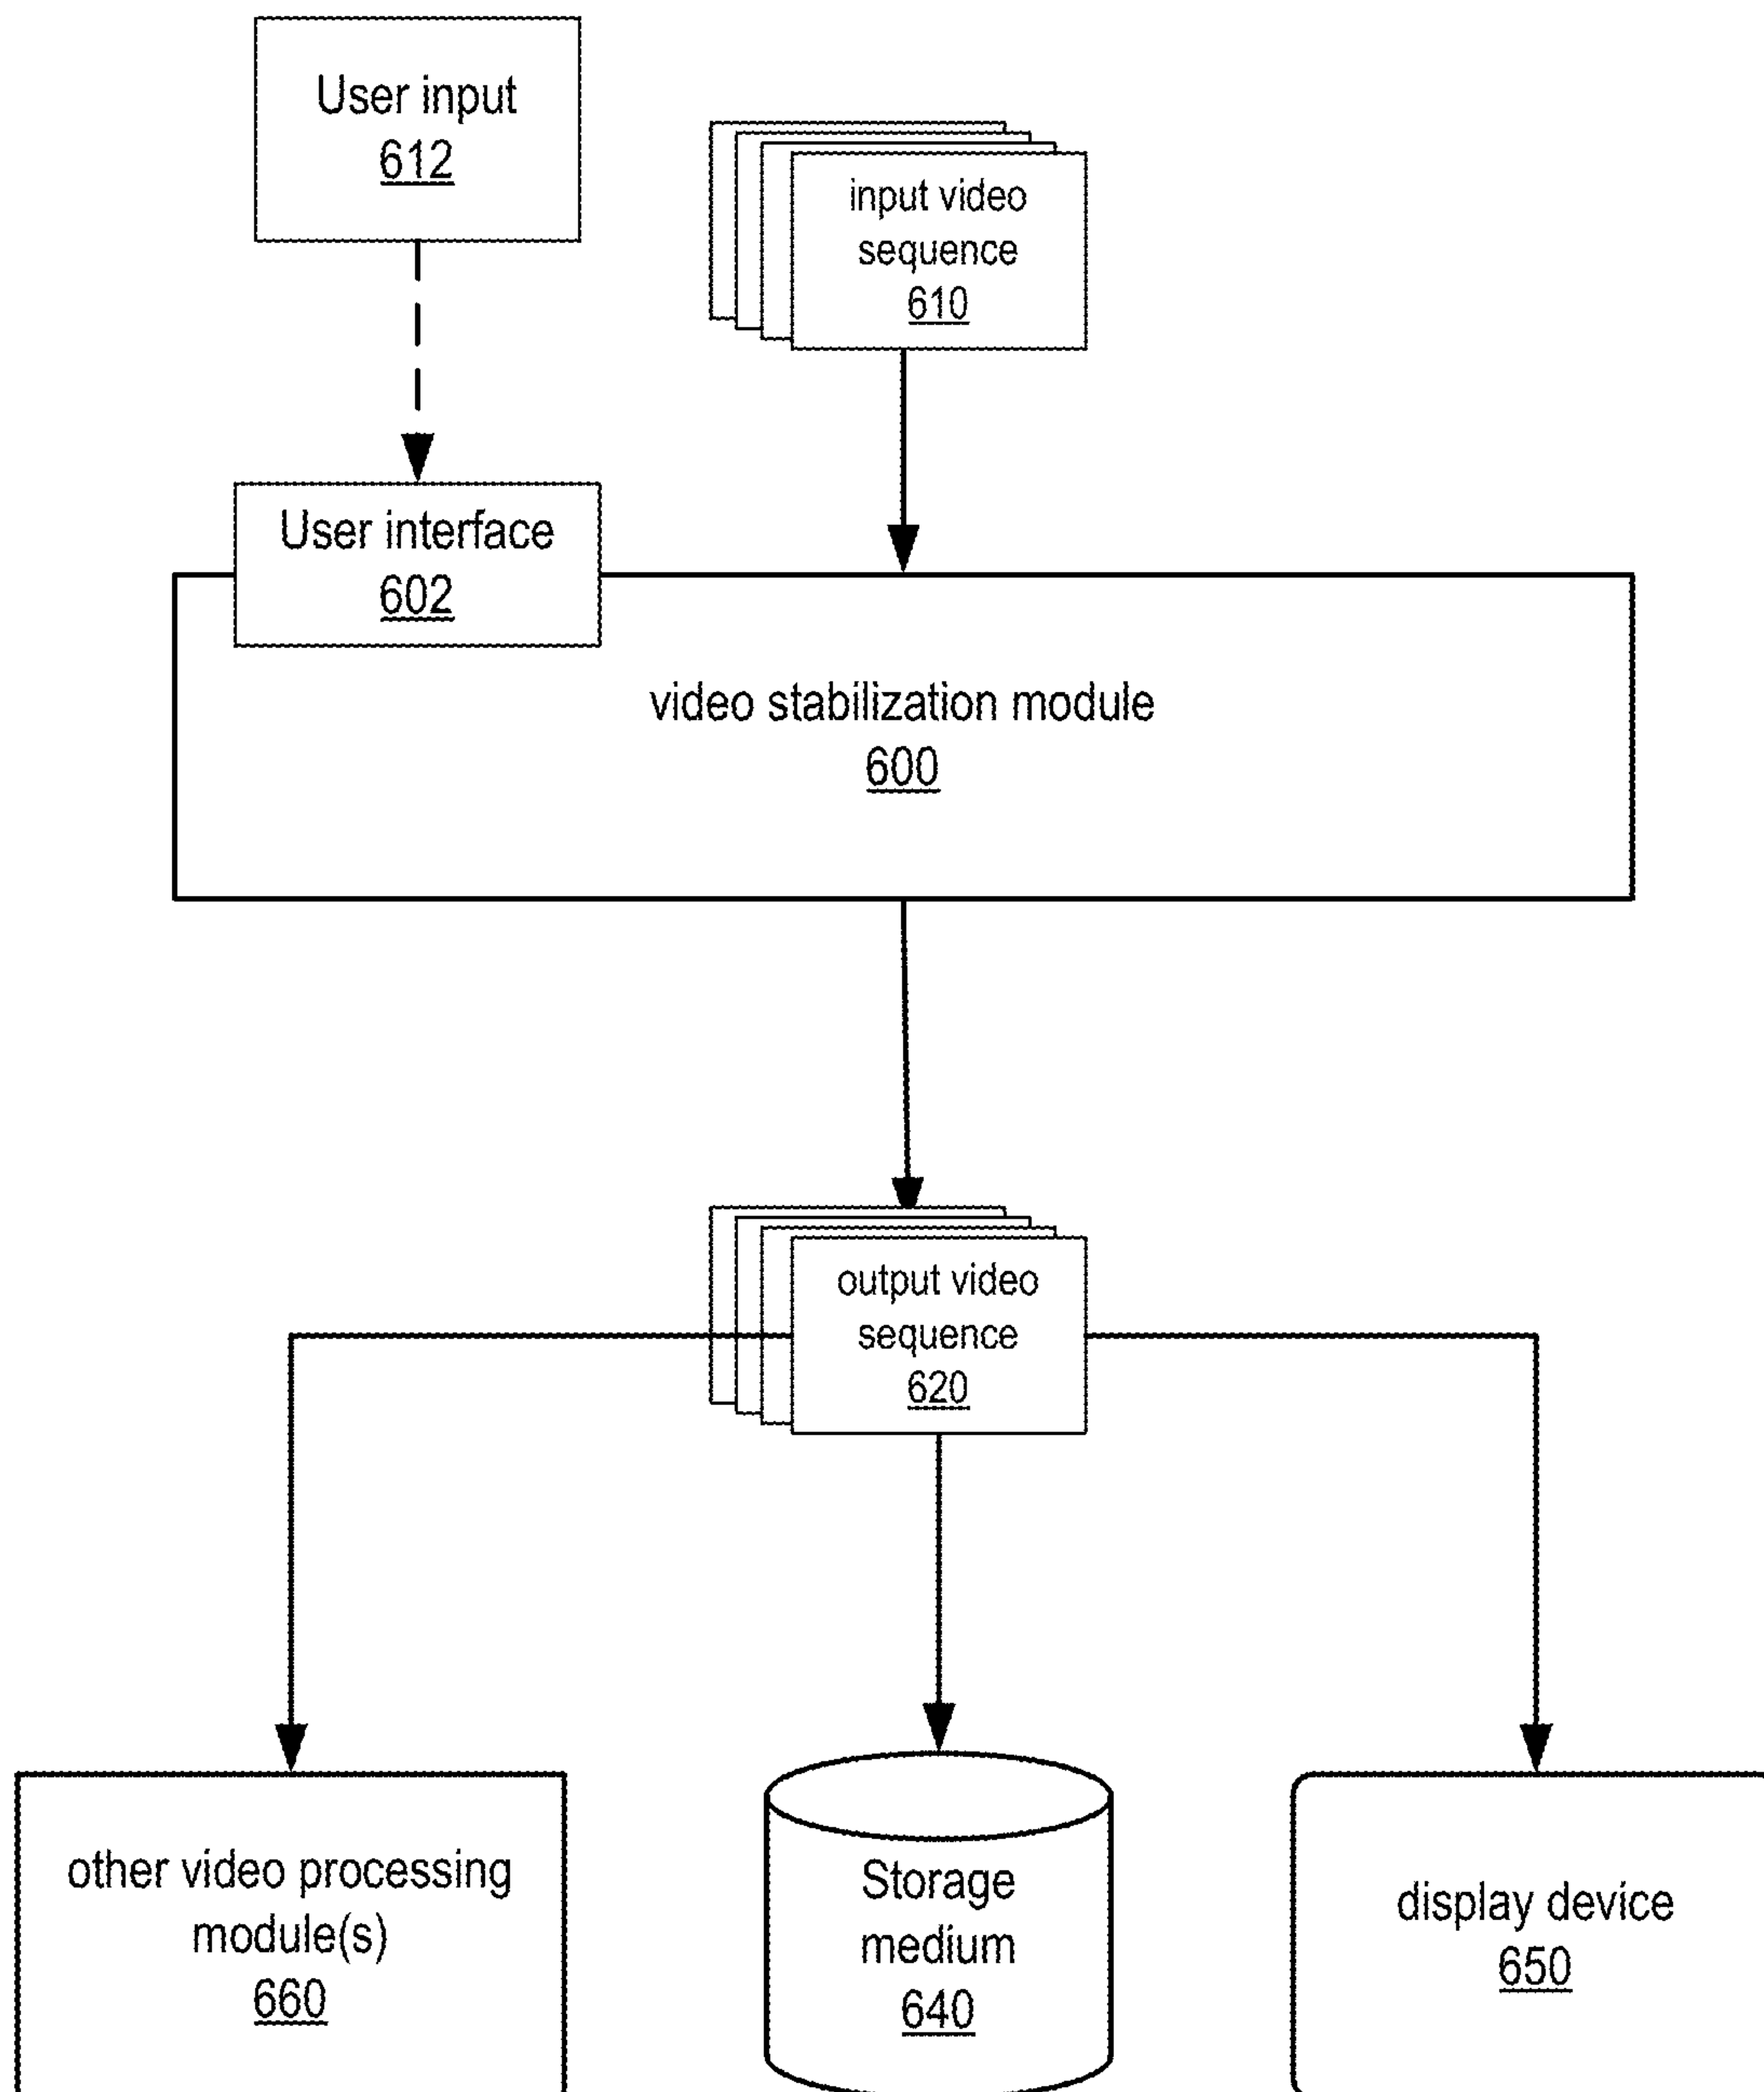 User input
612
input video
sequence
610
User interface
602
video stabilization module
600
output video
sequence
620
other video processing
module(s)
660
Storage
medium
640
display device
650